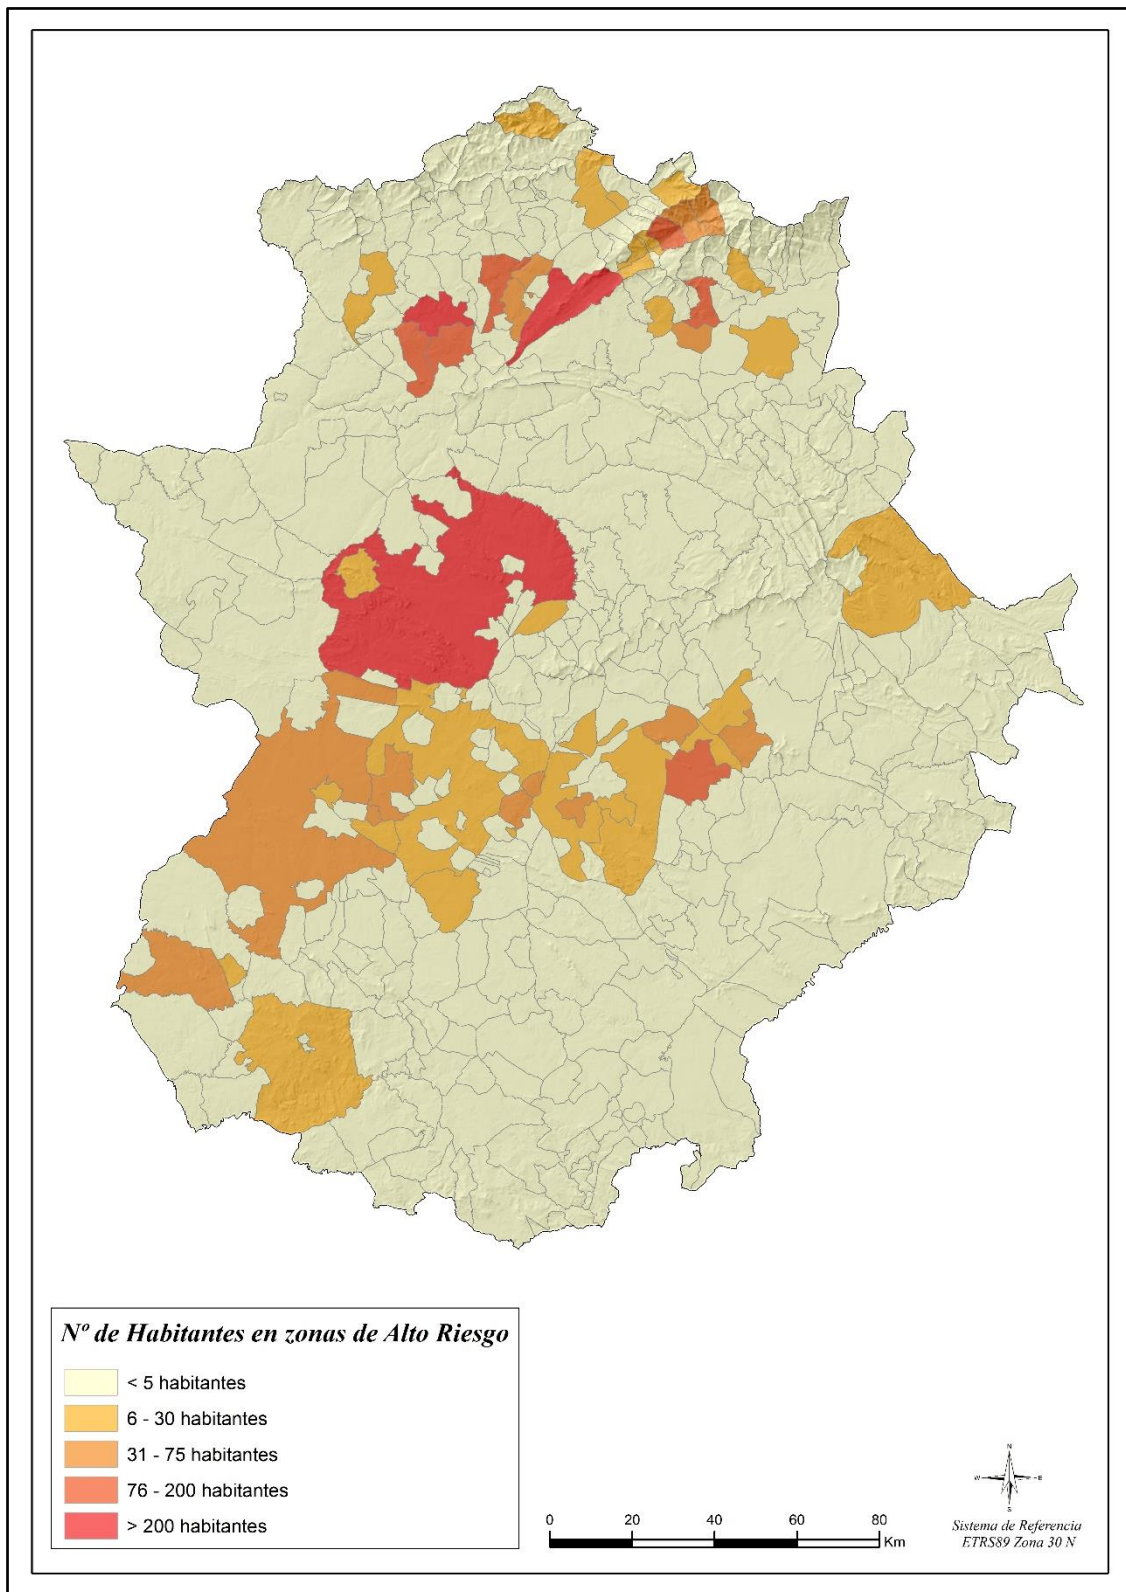 Nº de Habitantes en zonas de Alto Riesgo
< 5 habitantes
6 - 30 habitantes
31 - 75 habitantes
76 - 200 habitantes
> 200 habitantes
0 20 40 60 80
Km
N
W E
S
Sistema de Referencia
ETRS89 Zona 30 N